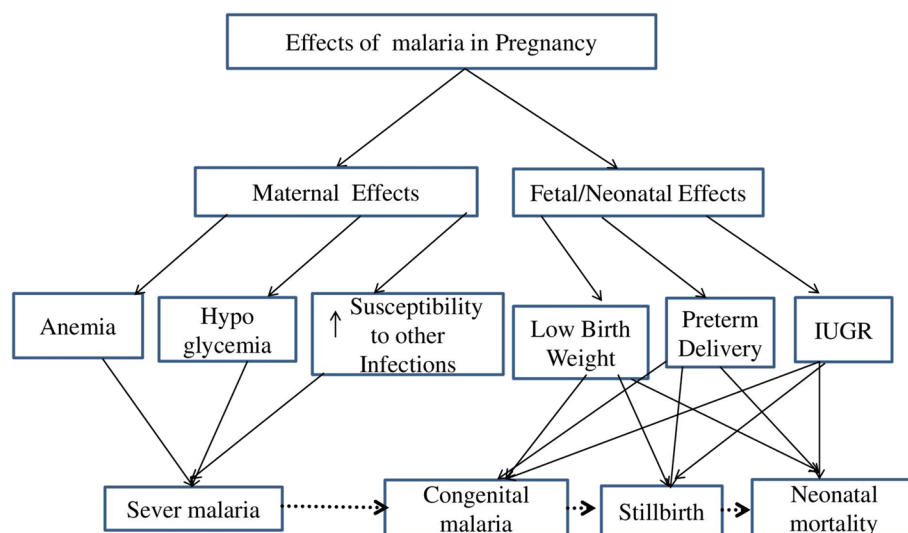 Effects of malaria in Pregnancy
Maternal Effects
Fetal/Neonatal Effects
Anemia
Hypo
glycemia
↑ Susceptibility
to other
Infections
Low Birth
Weight
Preterm
Delivery
IUGR
Sever malaria
Congenital
malaria
Stillbirth
Neonatal
mortality